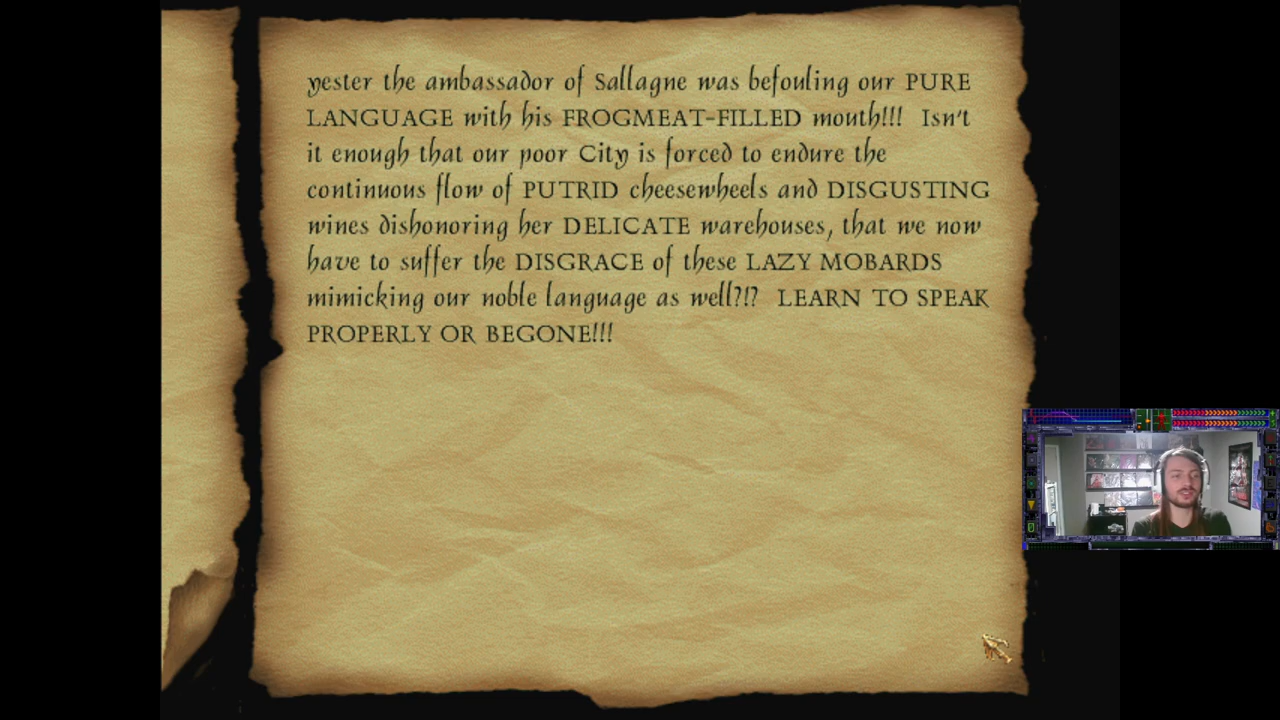 yester the ambassador of Sallagne was befouling our PURE
LANGUAGE with his FROGMEAT-FILLED mouth!!!  Isn't
it enough that our poor City is forced to endure the
continuous flow of PUTRID cheesewheels and DISGUSTING
wines dishonoring her DELICATE warehouses, that we now
have to suffer the DISGRACE of these LAZY MOBARDS
mimicking our noble language as well?!?  LEARN TO SPEAK
PROPERLY OR BEGONE!!!